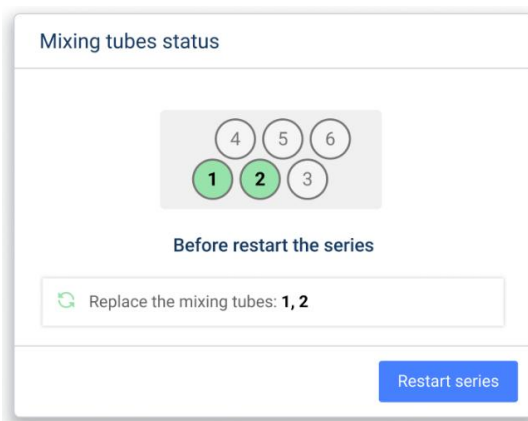 Mixing tubes status
4 5 6
1 2 3
Before restart the series
Replace the mixing tubes: 1, 2
Restart series